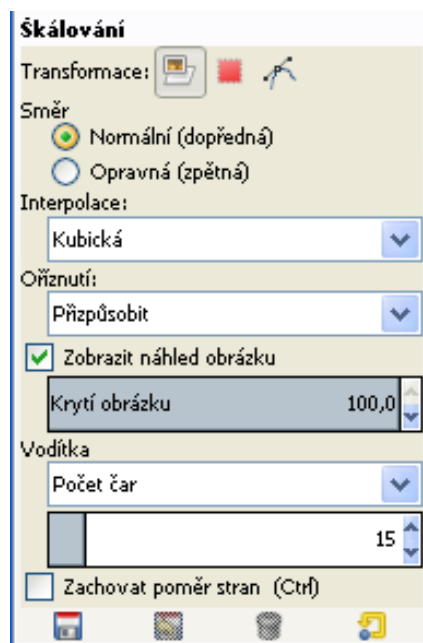 Škálování
Transformace:
Směr
Normální (dopředná)
Opravná (zpětná)
Interpolace:
Kubická
Oříznutí:
Přizpůsobit
Zobrazit náhled obrázku
Krytí obrázku 100,0
Vodítka
Počet čar
15
Zachovat poměr stran (Ctrl)